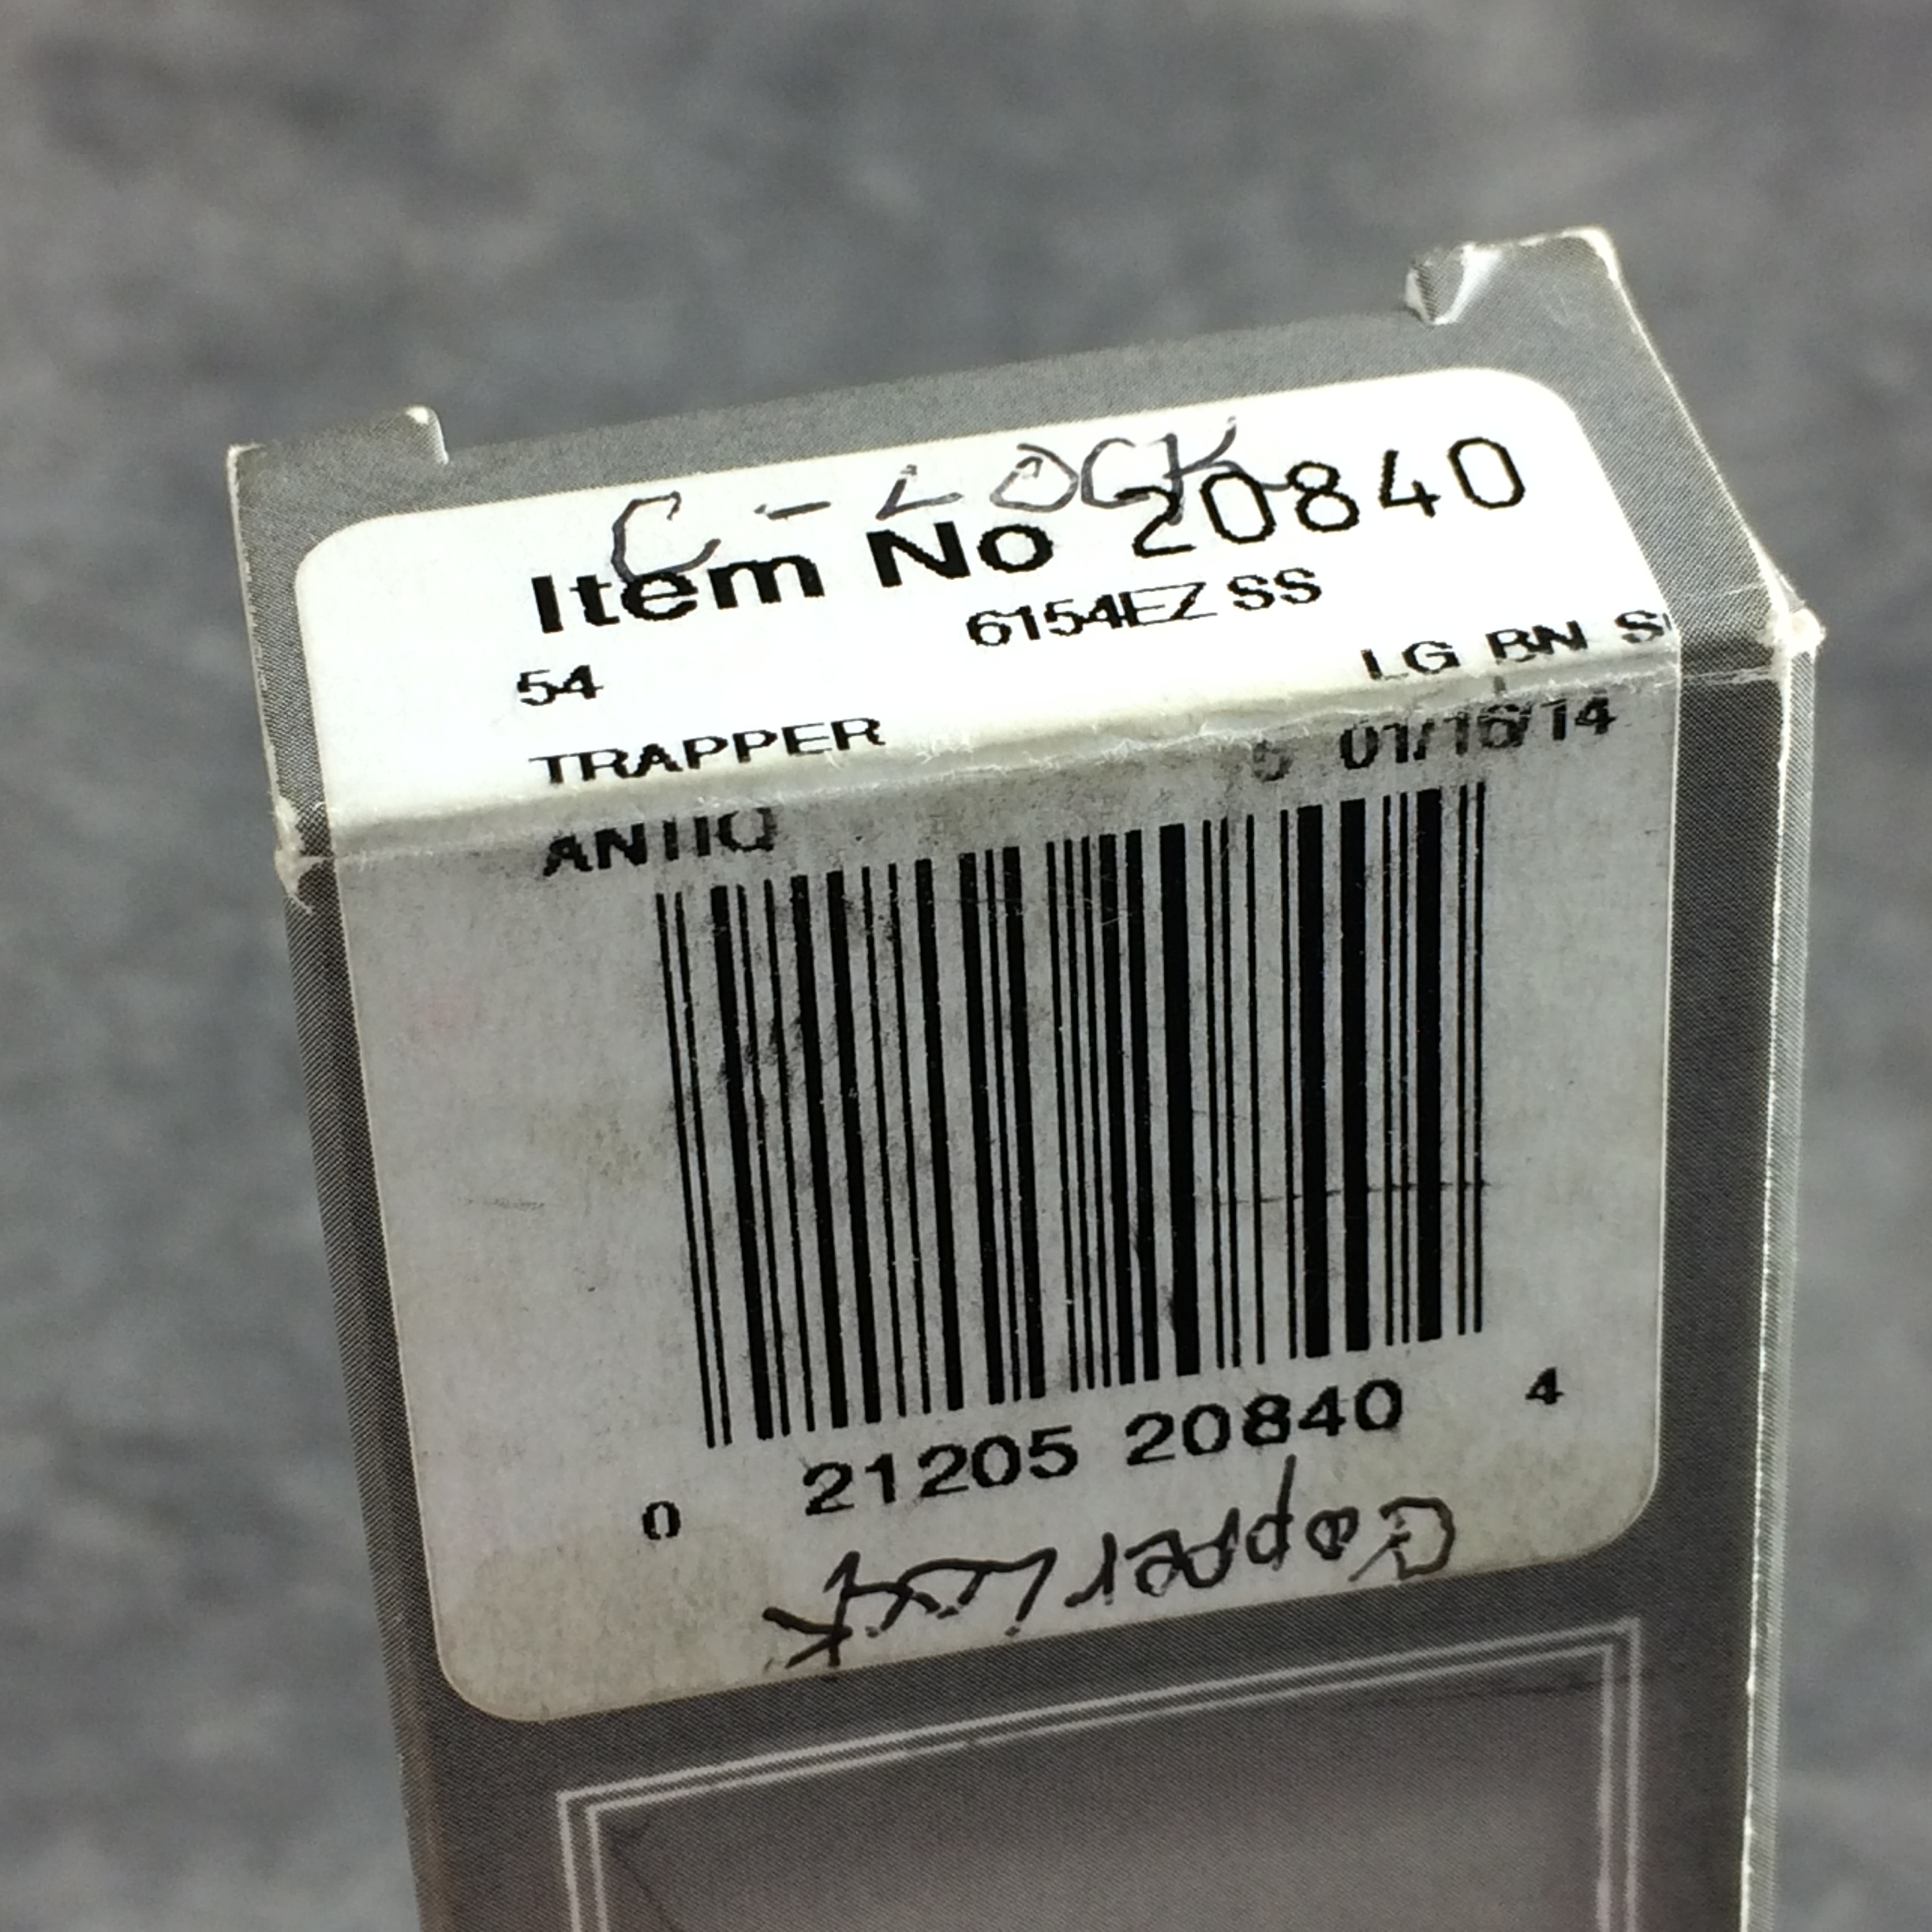 C - LOCK
Item No 20840
54 6154EZ SS
TRAPPER LG BN
ANTIQ 5 01/16/14
0 21205 20840 4
Copperlock